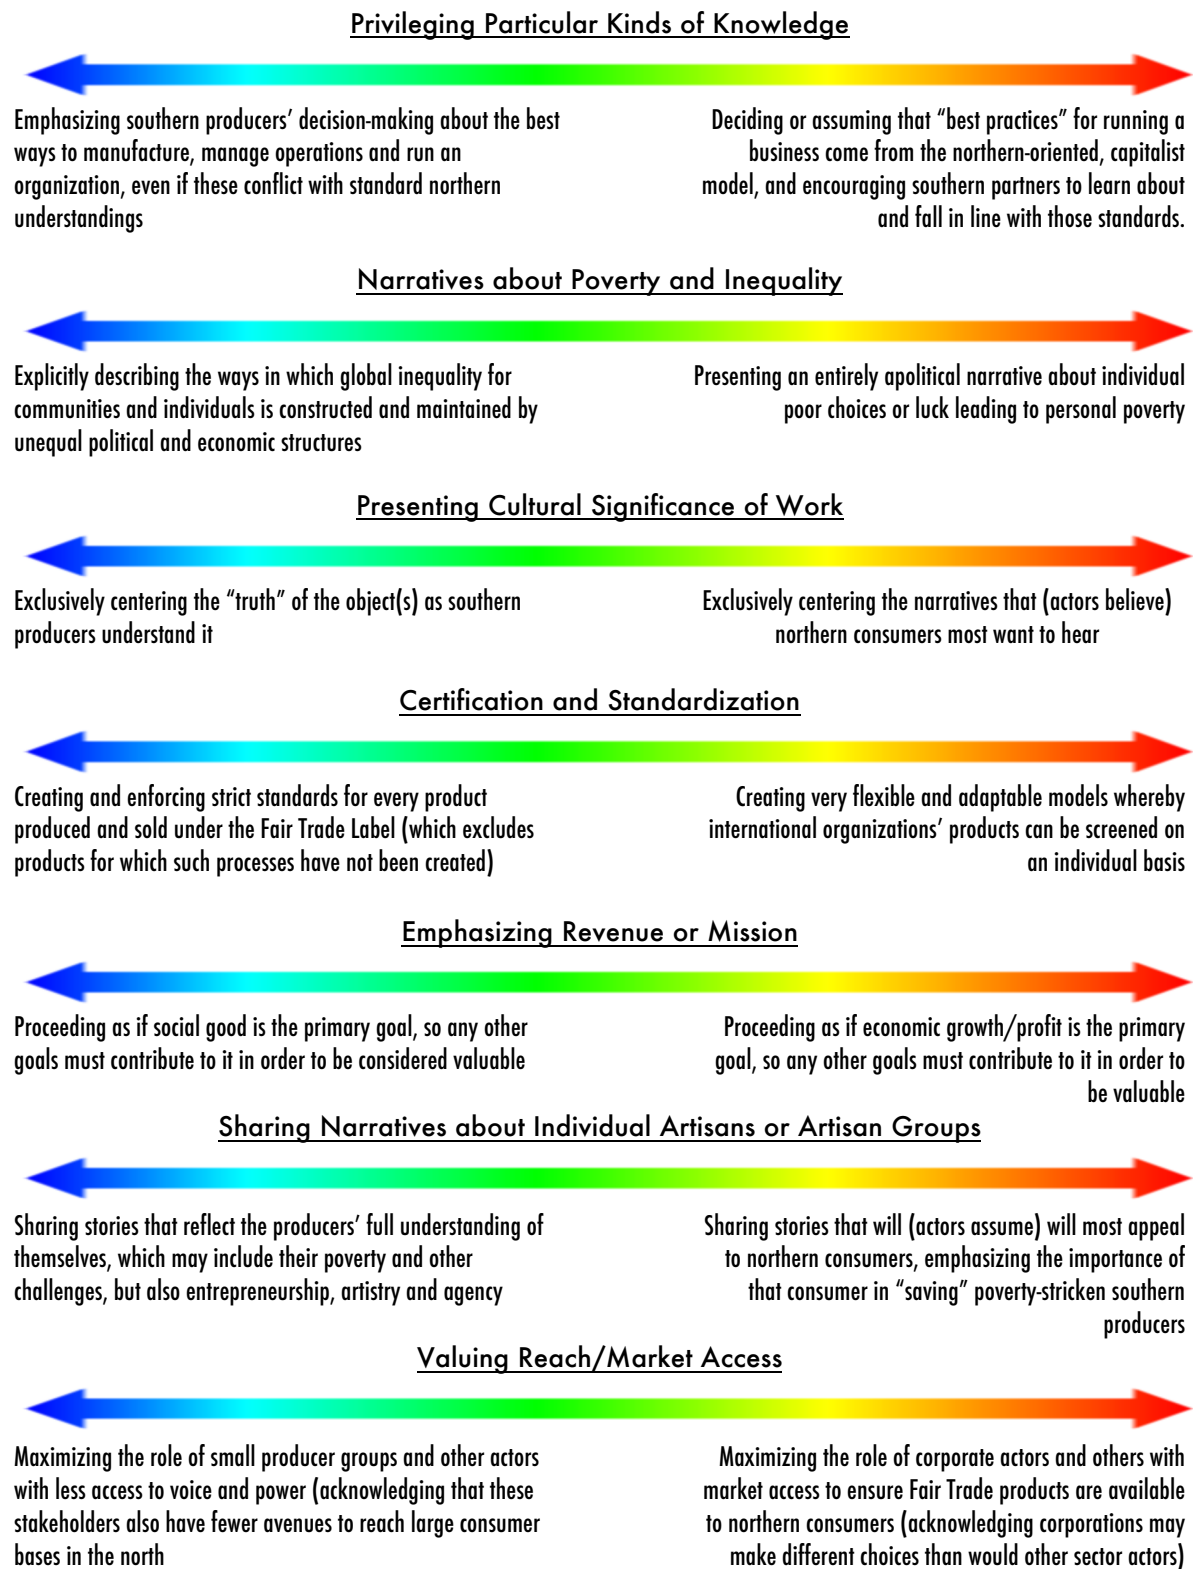 Privileging Particular Kinds of Knowledge
Emphasizing southern producers’ decision-making about the best
ways to manufacture, manage operations and run an
organization, even if these conflict with standard northern
understandings
Deciding or assuming that “best practices” for running a
business come from the northern-oriented, capitalist
model, and encouraging southern partners to learn about
and fall in line with those standards.
Narratives about Poverty and Inequality
Explicitly describing the ways in which global inequality for
communities and individuals is constructed and maintained by
unequal political and economic structures
Presenting an entirely apolitical narrative about individual
poor choices or luck leading to personal poverty
Presenting Cultural Significance of Work
Exclusively centering the “truth” of the object(s) as southern
producers understand it
Exclusively centering the narratives that (actors believe)
northern consumers most want to hear
Certification and Standardization
Creating and enforcing strict standards for every product
produced and sold under the Fair Trade Label (which excludes
products for which such processes have not been created)
Creating very flexible and adaptable models whereby
international organizations’ products can be screened on
an individual basis
Emphasizing Revenue or Mission
Proceeding as if social good is the primary goal, so any other
goals must contribute to it in order to be considered valuable
Proceeding as if economic growth/profit is the primary
goal, so any other goals must contribute to it in order to
be valuable
Sharing Narratives about Individual Artisans or Artisan Groups
Sharing stories that reflect the producers’ full understanding of
themselves, which may include their poverty and other
challenges, but also entrepreneurship, artistry and agency
Sharing stories that will (actors assume) will most appeal
to northern consumers, emphasizing the importance of
that consumer in “saving” poverty-stricken southern
producers
Valuing Reach/Market Access
Maximizing the role of small producer groups and other actors
with less access to voice and power (acknowledging that these
stakeholders also have fewer avenues to reach large consumer
bases in the north
Maximizing the role of corporate actors and others with
market access to ensure Fair Trade products are available
to northern consumers (acknowledging corporations may
make different choices than would other sector actors)